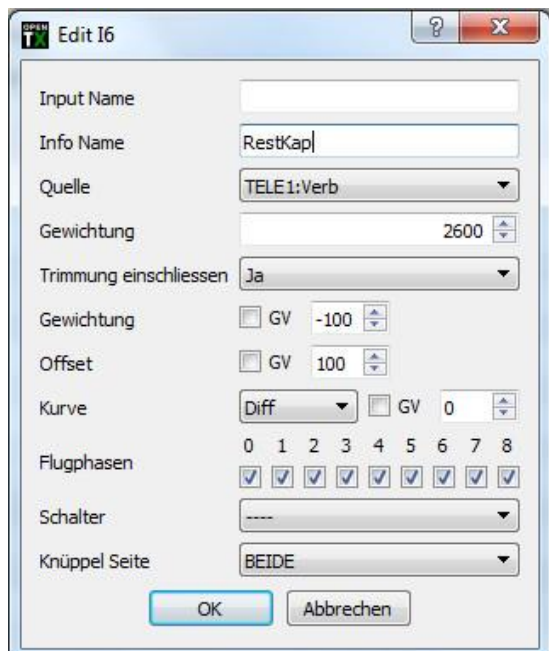 OPEN
TX Edit I6 ? X
Input Name
Info Name RestKap
Quelle TELE1:Verb
Gewichtung 2600
Trimmung einschliessen Ja
Gewichtung GV -100
Offset GV 100
Kurve Diff GV 0
0 1 2 3 4 5 6 7 8
Flugphasen
Schalter ----
Knüppel Seite BEIDE
OK Abbrechen